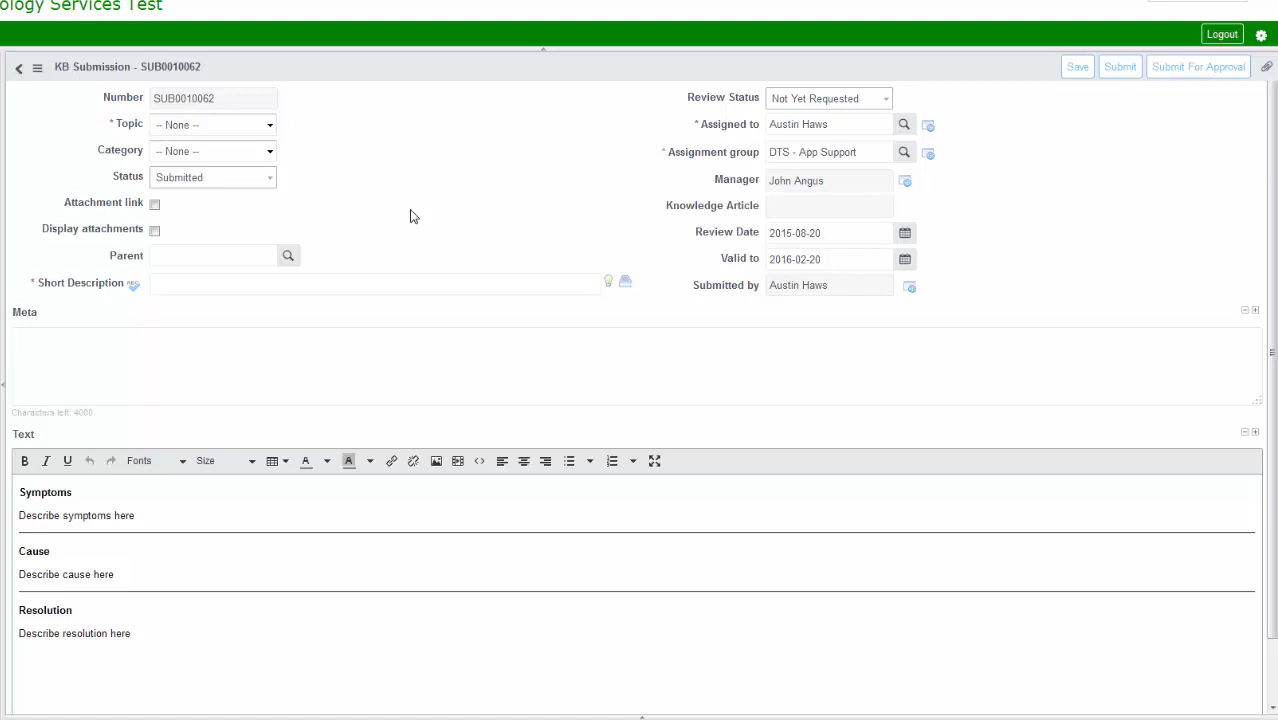 ology Services Test
Logout
KB Submission - SUB0010062
Save
Submit
Submit For Approval
Number SUB0010062
* Topic -- None --
Category -- None --
Status Submitted
Attachment link
Display attachments
Parent
* Short Description
Review Status Not Yet Requested
* Assigned to Austin Haws
* Assignment group DTS - App Support
Manager John Angus
Knowledge Article
Review Date 2015-08-20
Valid to 2016-02-20
Submitted by Austin Haws
Meta
Characters left: 4000
Text
B I U Fonts Size A A
Symptoms
Describe symptoms here
Cause
Describe cause here
Resolution
Describe resolution here